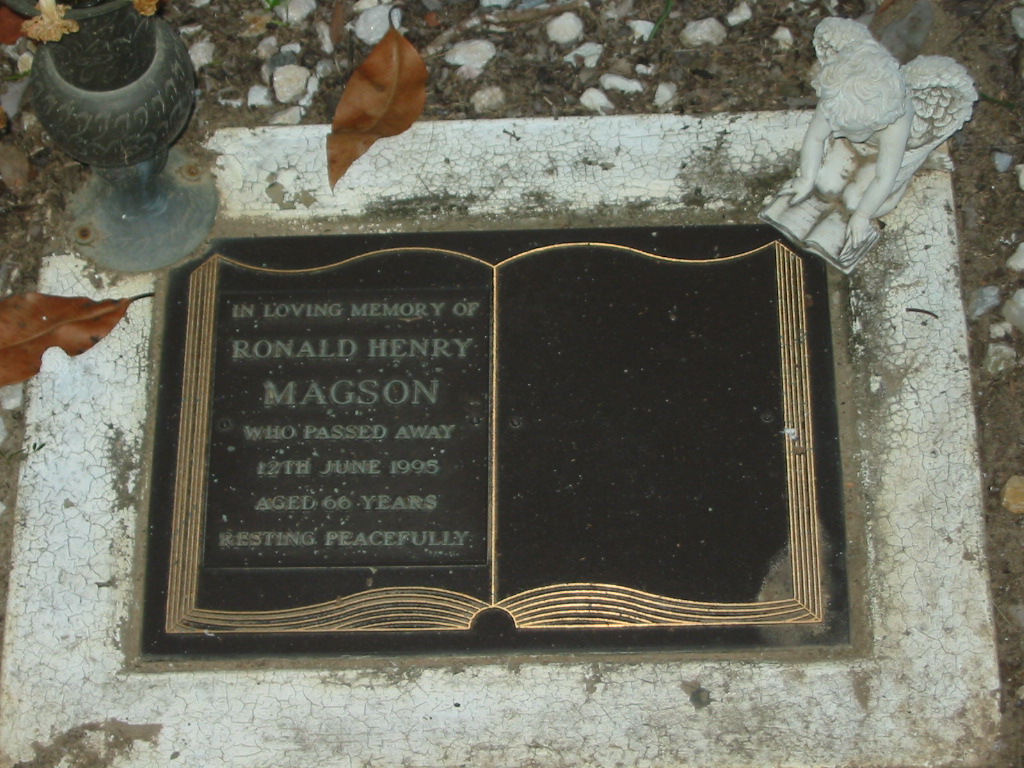 IN LOVING MEMORY OF
RONALD HENRY
MAGSON
WHO PASSED AWAY
12TH JUNE 1995
AGED 66 YEARS
RESTING PEACEFULLY